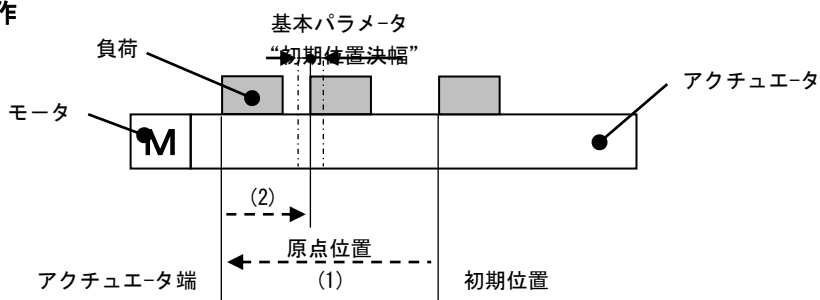 作
基本パラメータ
“初期位置決幅”
負荷
アクチュエータ
モータ
M
(2)
原点位置
アクチュエータ端
(1)
初期位置